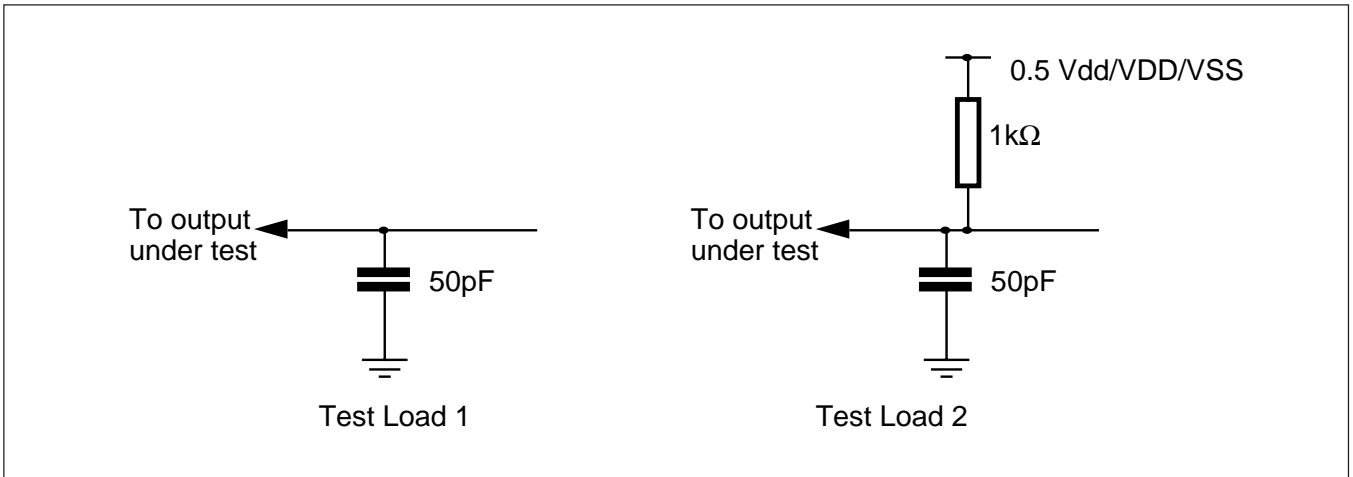 To output
under test
50pF
Test Load 1
0.5 Vdd/VDD/VSS
1kΩ
To output
under test
50pF
Test Load 2